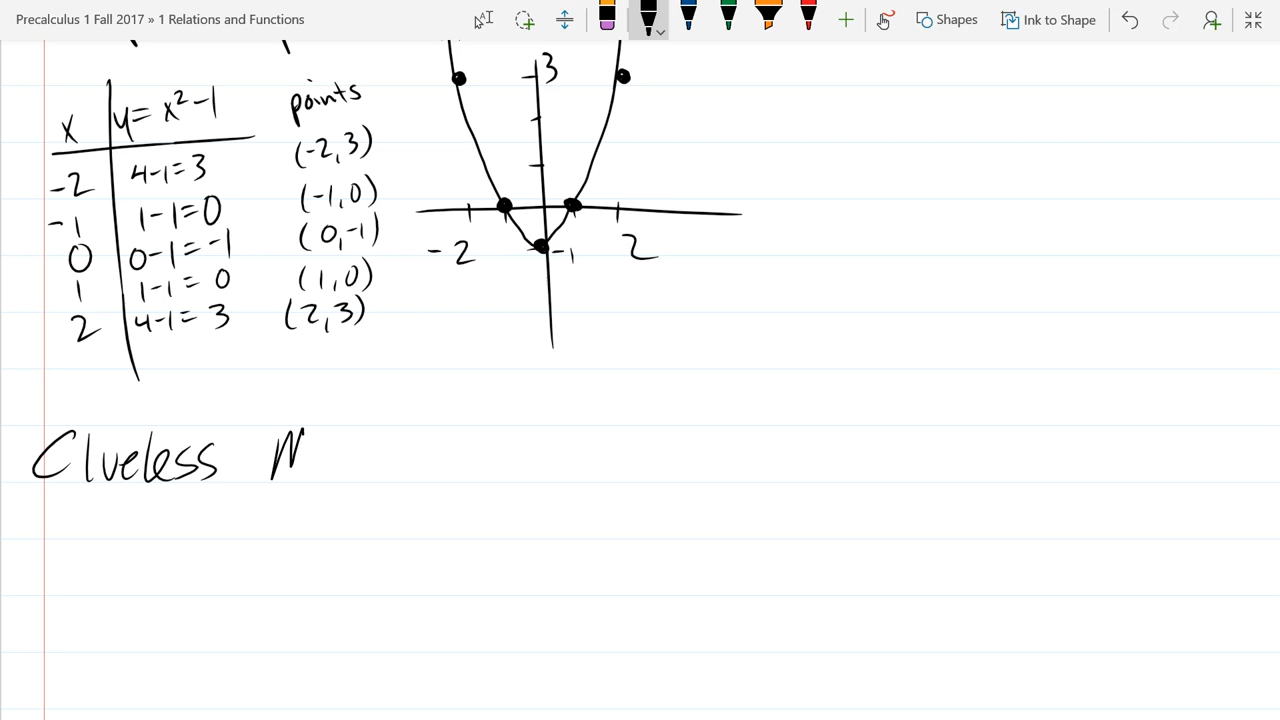 Precalculus 1 Fall 2017 » 1 Relations and Functions
Shapes
Ink to Shape
x
y = x² - 1
points
-2
4-1=3
(-2,3)
-1
1-1=0
(-1,0)
0
0-1=-1
(0,-1)
1
1-1=0
(1,0)
2
4-1=3
(2,3)
3
-2
-1
2
Clueless